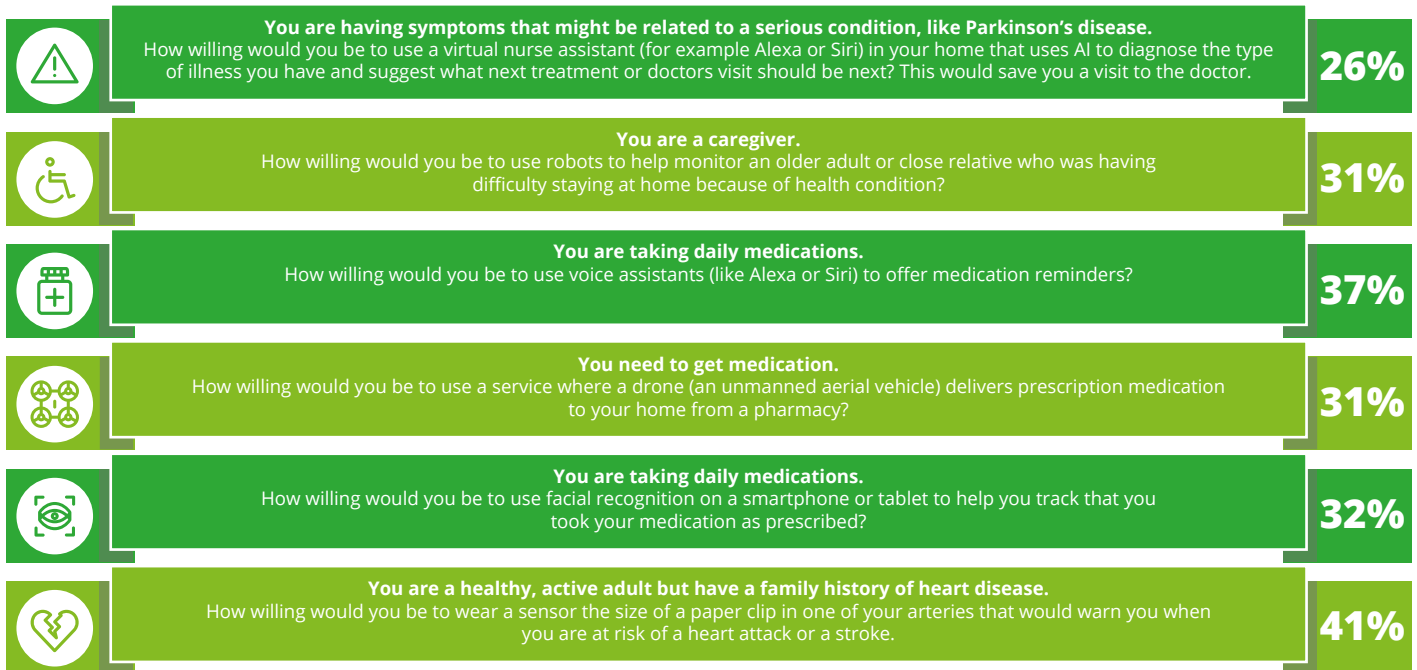 You are having symptoms that might be related to a serious condition, like Parkinson’s disease.
How willing would you be to use a virtual nurse assistant (for example Alexa or Siri) in your home that uses AI to diagnose the type
of illness you have and suggest what next treatment or doctors visit should be next? This would save you a visit to the doctor.
26%
You are a caregiver.
How willing would you be to use robots to help monitor an older adult or close relative who was having
difficulty staying at home because of health condition?
31%
You are taking daily medications.
How willing would you be to use voice assistants (like Alexa or Siri) to offer medication reminders?
37%
You need to get medication.
How willing would you be to use a service where a drone (an unmanned aerial vehicle) delivers prescription medication
to your home from a pharmacy?
31%
You are taking daily medications.
How willing would you be to use facial recognition on a smartphone or tablet to help you track that you
took your medication as prescribed?
32%
You are a healthy, active adult but have a family history of heart disease.
How willing would you be to wear a sensor the size of a paper clip in one of your arteries that would warn you when
you are at risk of a heart attack or a stroke.
41%